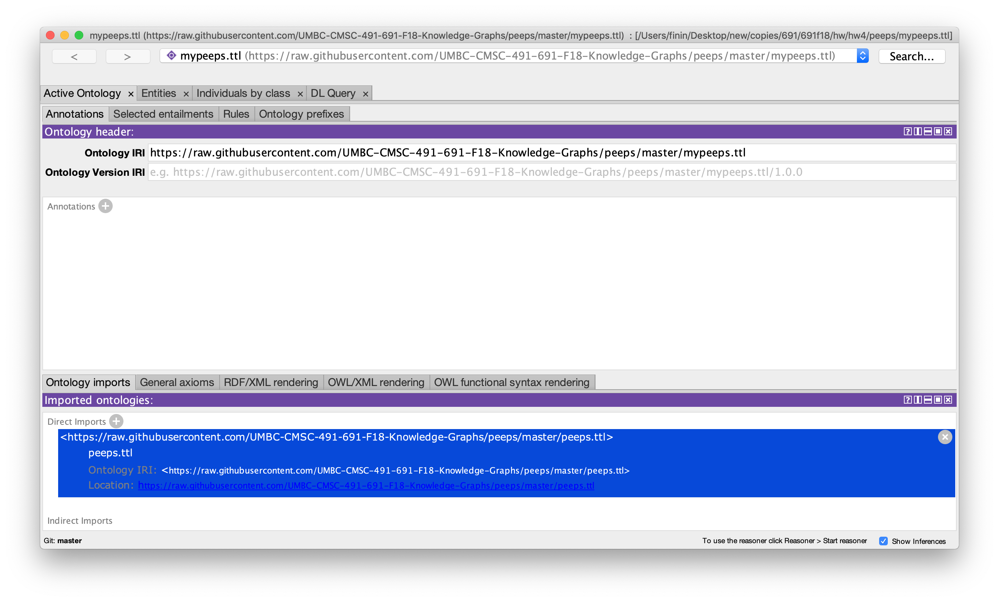 mypeeps.ttl (https://raw.githubusercontent.com/UMBC-CMSC-491-691-F18-Knowledge-Graphs/peeps/master/mypeeps.ttl) : [/Users/finin/Desktop/new/copies/691/691f18/hw/hw4/peeps/mypeeps.ttl]
< > mypeeps.ttl (https://raw.githubusercontent.com/UMBC-CMSC-491-691-F18-Knowledge-Graphs/peeps/master/mypeeps.ttl) Search...
Active Ontology × Entities × Individuals by class × DL Query ×
Annotations Selected entailments Rules Ontology prefixes
Ontology header:
Ontology IRI https://raw.githubusercontent.com/UMBC-CMSC-491-691-F18-Knowledge-Graphs/peeps/master/mypeeps.ttl
Ontology Version IRI e.g. https://raw.githubusercontent.com/UMBC-CMSC-491-691-F18-Knowledge-Graphs/peeps/master/mypeeps.ttl/1.0.0
Annotations
Ontology imports General axioms RDF/XML rendering OWL/XML rendering OWL functional syntax rendering
Imported ontologies:
Direct Imports
<https://raw.githubusercontent.com/UMBC-CMSC-491-691-F18-Knowledge-Graphs/peeps/master/peeps.ttl>
peeps.ttl
Ontology IRI: <https://raw.githubusercontent.com/UMBC-CMSC-491-691-F18-Knowledge-Graphs/peeps/master/peeps.ttl>
Location: https://raw.githubusercontent.com/UMBC-CMSC-491-691-F18-Knowledge-Graphs/peeps/master/peeps.ttl
Indirect Imports
Git: master To use the reasoner click Reasoner > Start reasoner Show Inferences